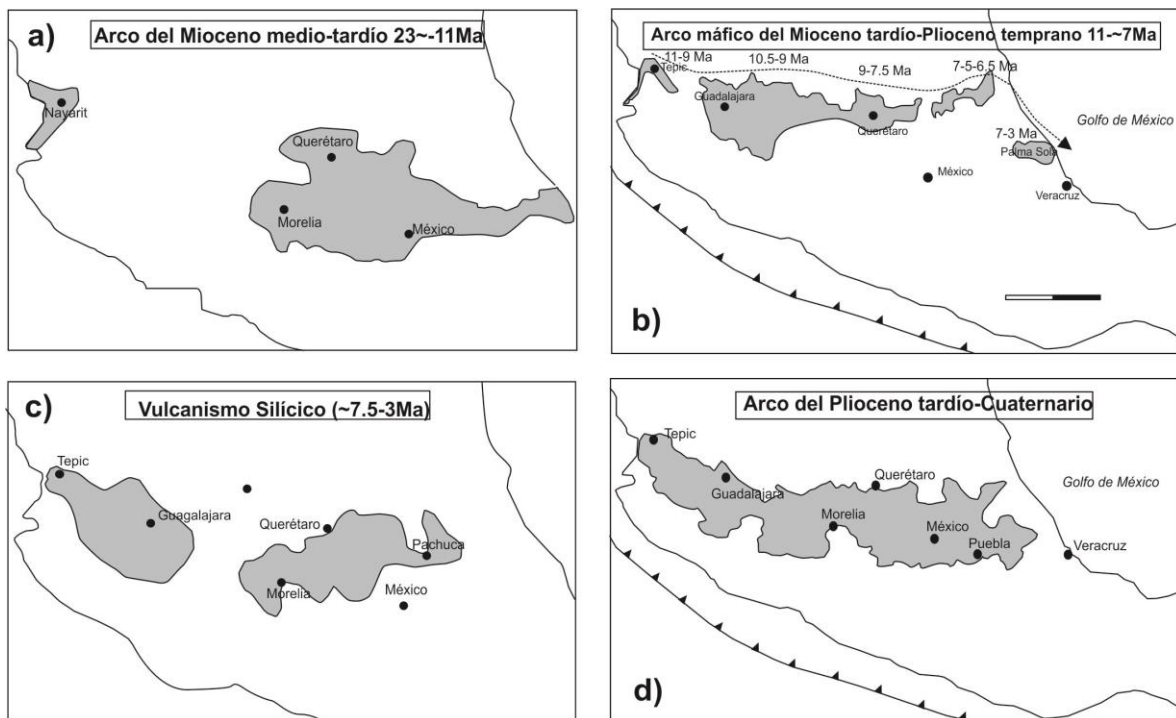 a)
Arco del Mioceno medio-tardío 23~-11Ma
Nayarit
Querétaro
Morelia
México
b)
Arco máfico del Mioceno tardío-Plioceno temprano 11-~7Ma
11-9 Ma
10.5-9 Ma
9-7.5 Ma
7-5-6.5 Ma
Tepic
Guadalajara
Querétaro
Golfo de México
7-3 Ma
Palma Sola
México
Veracruz
c)
Vulcanismo Silícico (~7.5-3Ma)
Tepic
Guagalajara
Querétaro
Pachuca
Morelia
México
d)
Arco del Plioceno tardío-Cuaternario
Tepic
Guadalajara
Querétaro
Golfo de México
Morelia
México
Puebla
Veracruz